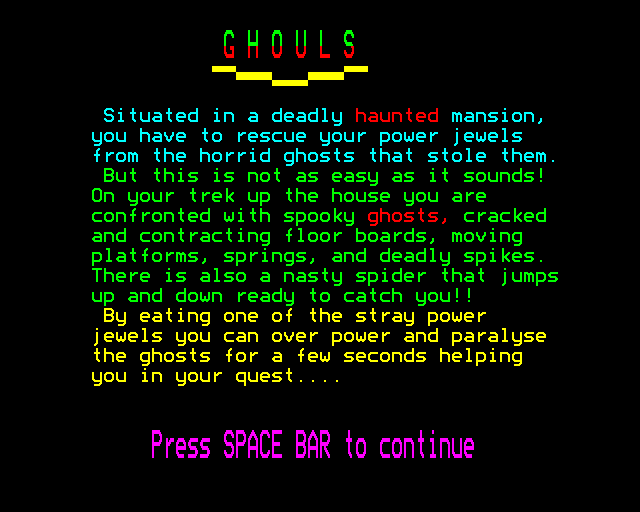 G H O U L S
Situated in a deadly haunted mansion,
you have to rescue your power jewels
from the horrid ghosts that stole them.
But this is not as easy as it sounds!
On your trek up the house you are
confronted with spooky ghosts, cracked
and contracting floor boards, moving
platforms, springs, and deadly spikes.
There is also a nasty spider that jumps
up and down ready to catch you!!
By eating one of the stray power
jewels you can over power and paralyse
the ghosts for a few seconds helping
you in your quest....
Press SPACE BAR to continue